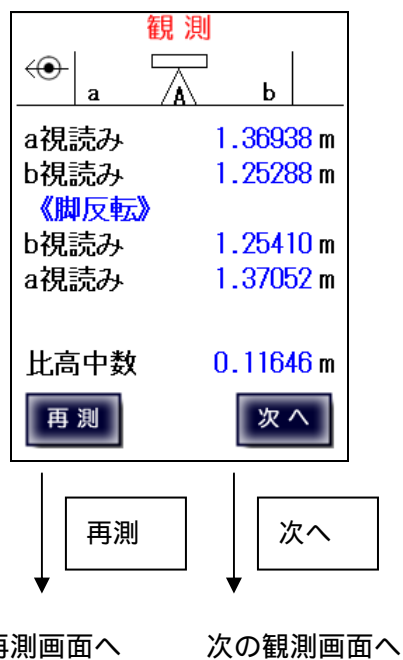 観 測
a A b
a視読み 1.36938 m
b視読み 1.25288 m
《脚反転》
b視読み 1.25410 m
a視読み 1.37052 m
比高中数 0.11646 m
再 測 次 へ
再測 次へ
再測画面へ 次の観測画面へ